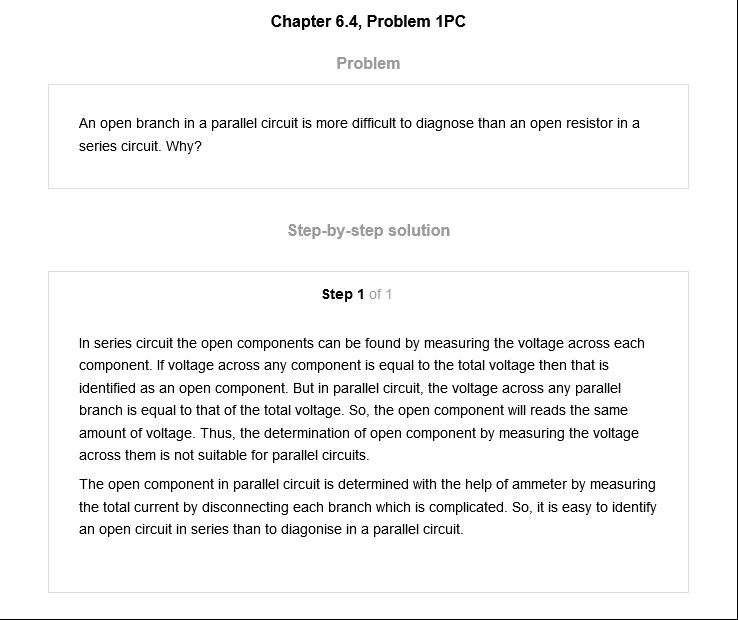 Chapter 6.4, Problem 1PC
Problem
An open branch in a parallel circuit is more difficult to diagnose than an open resistor in a
series circuit. Why?
Step-by-step solution
Step 1 of 1
In series circuit the open components can be found by measuring the voltage across each
component. If voltage across any component is equal to the total voltage then that is
identified as an open component. But in parallel circuit, the voltage across any parallel
branch is equal to that of the total voltage. So, the open component will reads the same
amount of voltage. Thus, the determination of open component by measuring the voltage
across them is not suitable for parallel circuits.
The open component in parallel circuit is determined with the help of ammeter by measuring
the total current by disconnecting each branch which is complicated. So, it is easy to identify
an open circuit in series than to diagonise in a parallel circuit.